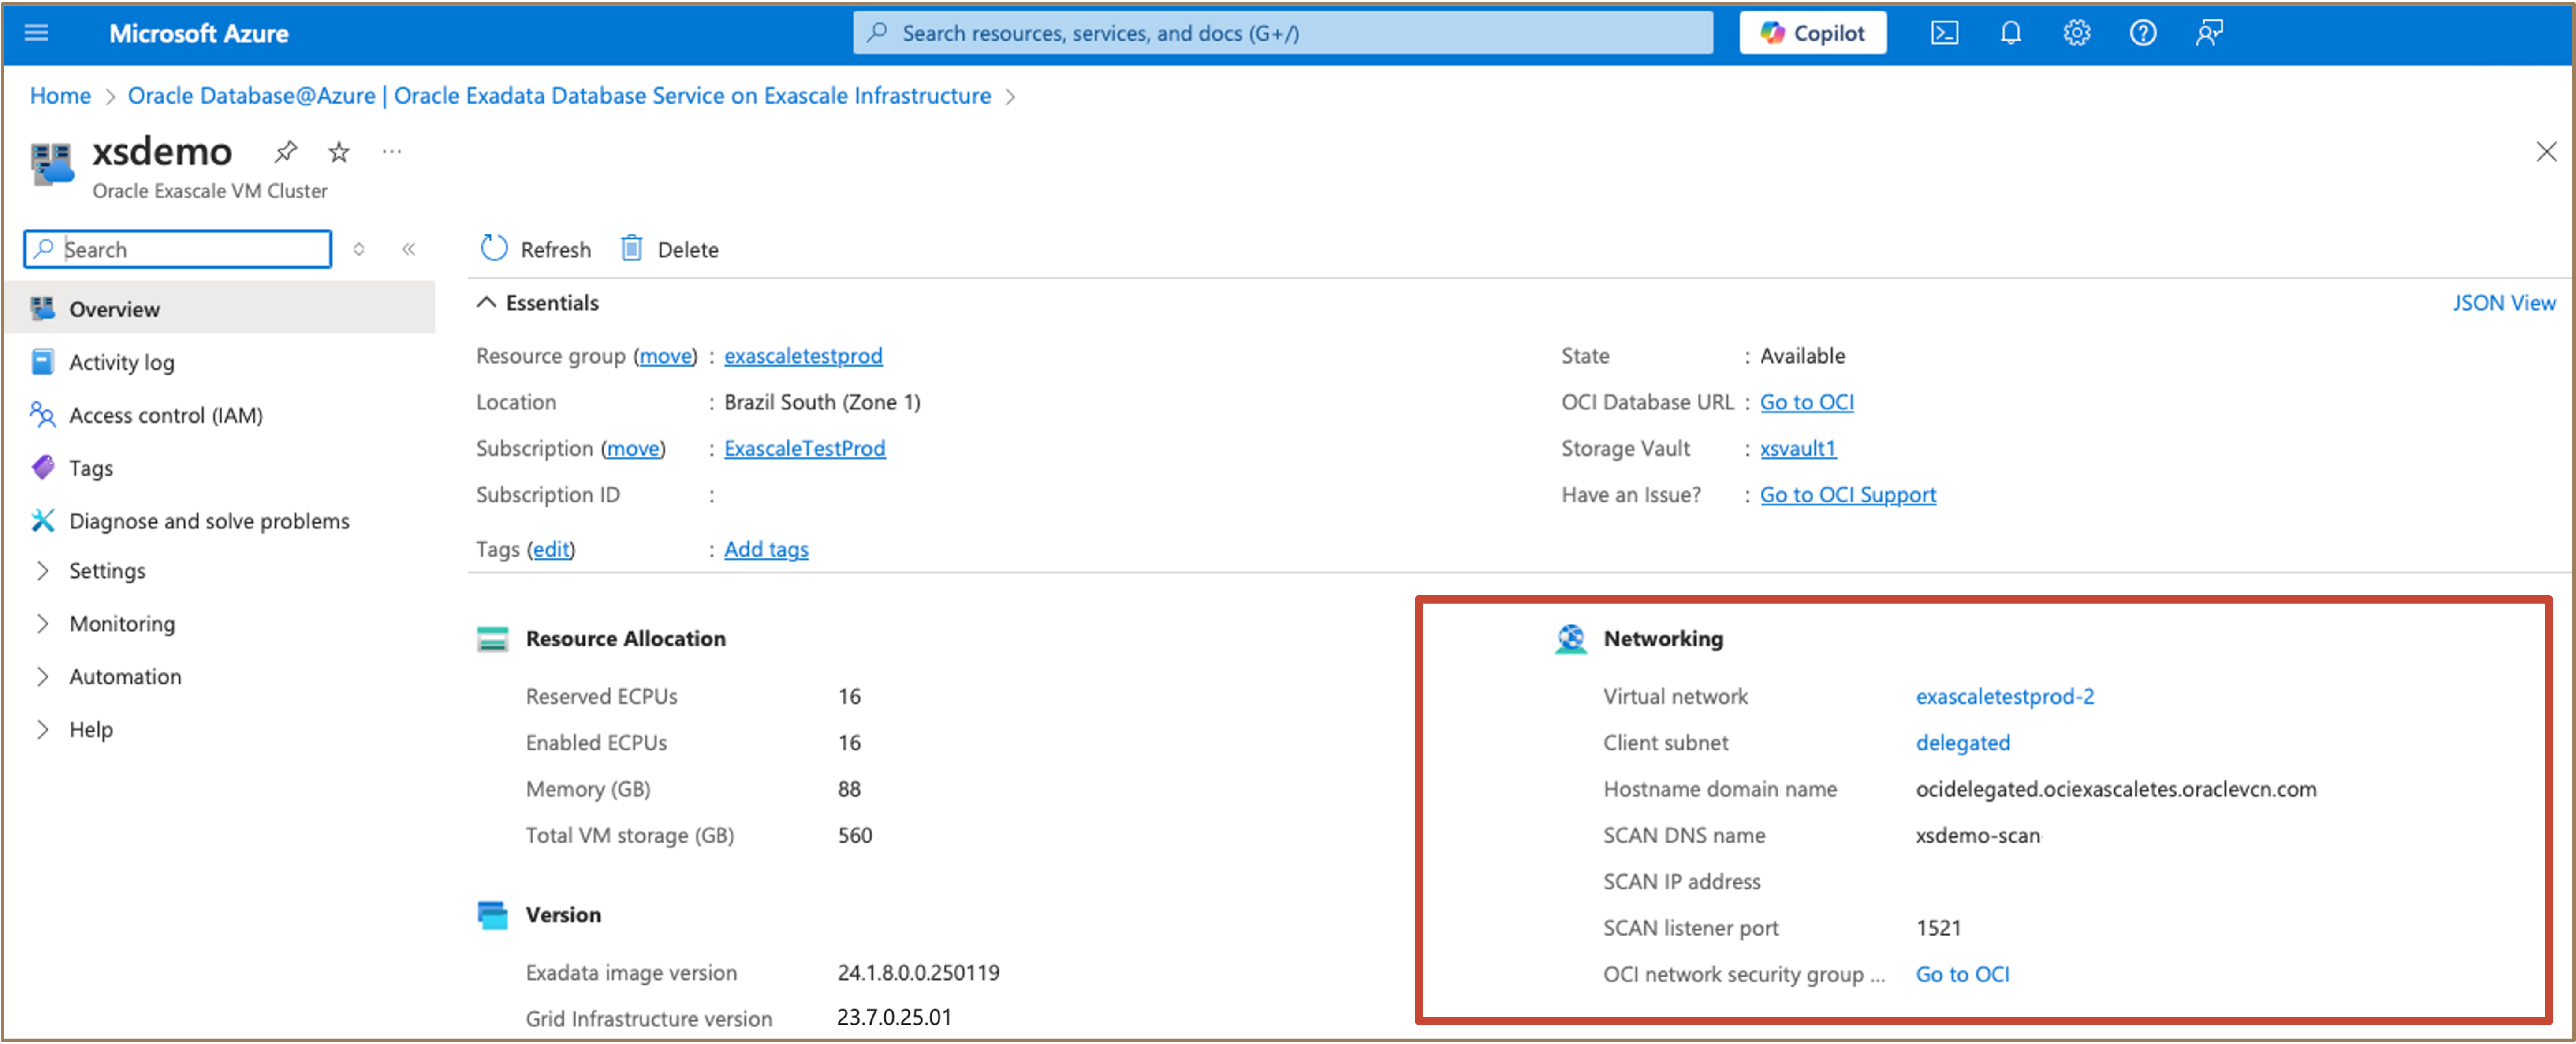 Microsoft Azure
Search resources, services, and docs (G+/)
Copilot
Home > Oracle Database@Azure | Oracle Exadata Database Service on Exascale Infrastructure >
xsdemo
Oracle Exascale VM Cluster
Search
Refresh
Delete
Overview
Activity log
Access control (IAM)
Tags
Diagnose and solve problems
Settings
Monitoring
Automation
Help
Essentials
JSON View
Resource group (move) : exascaletestprod
Location : Brazil South (Zone 1)
Subscription (move) : ExascaleTestProd
Subscription ID :
Tags (edit) : Add tags
State : Available
OCI Database URL : Go to OCI
Storage Vault : xsvault1
Have an Issue? : Go to OCI Support
Resource Allocation
Reserved ECPUs 16
Enabled ECPUs 16
Memory (GB) 88
Total VM storage (GB) 560
Version
Exadata image version 24.1.8.0.0.250119
Grid Infrastructure version 23.7.0.25.01
Networking
Virtual network exascaletestprod-2
Client subnet delegated
Hostname domain name ocidelegated.ociexascaletes.oraclevcn.com
SCAN DNS name xsdemo-scan
SCAN IP address
SCAN listener port 1521
OCI network security group ... Go to OCI